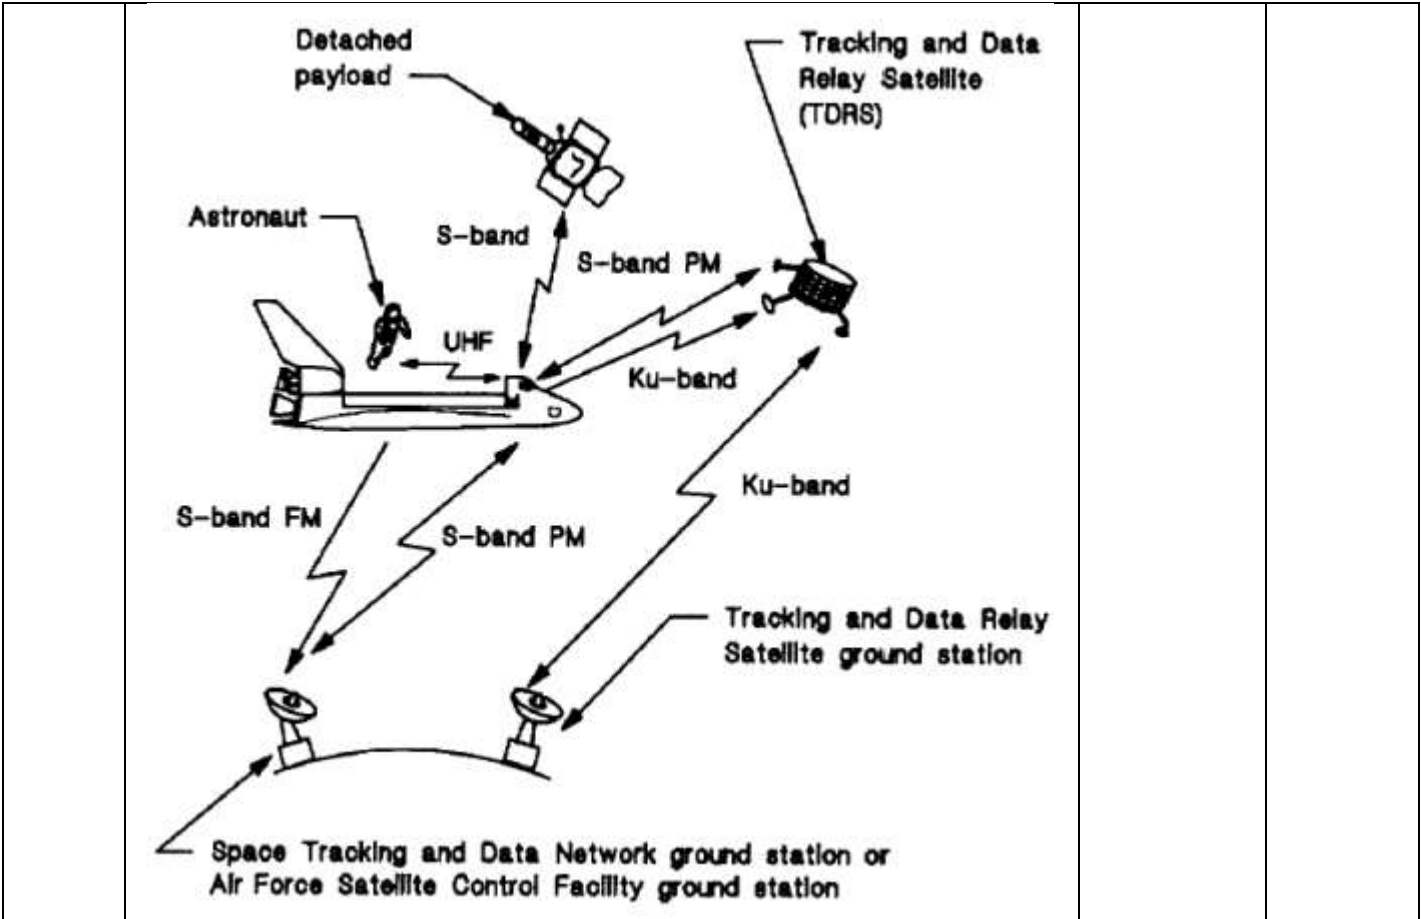 Detached
payload
Tracking and Data
Relay Satellite
(TDRS)
Astronaut
S-band
S-band PM
UHF
Ku-band
Ku-band
S-band FM
S-band PM
Tracking and Data Relay
Satellite ground station
Space Tracking and Data Network ground station or
Air Force Satellite Control Facility ground station